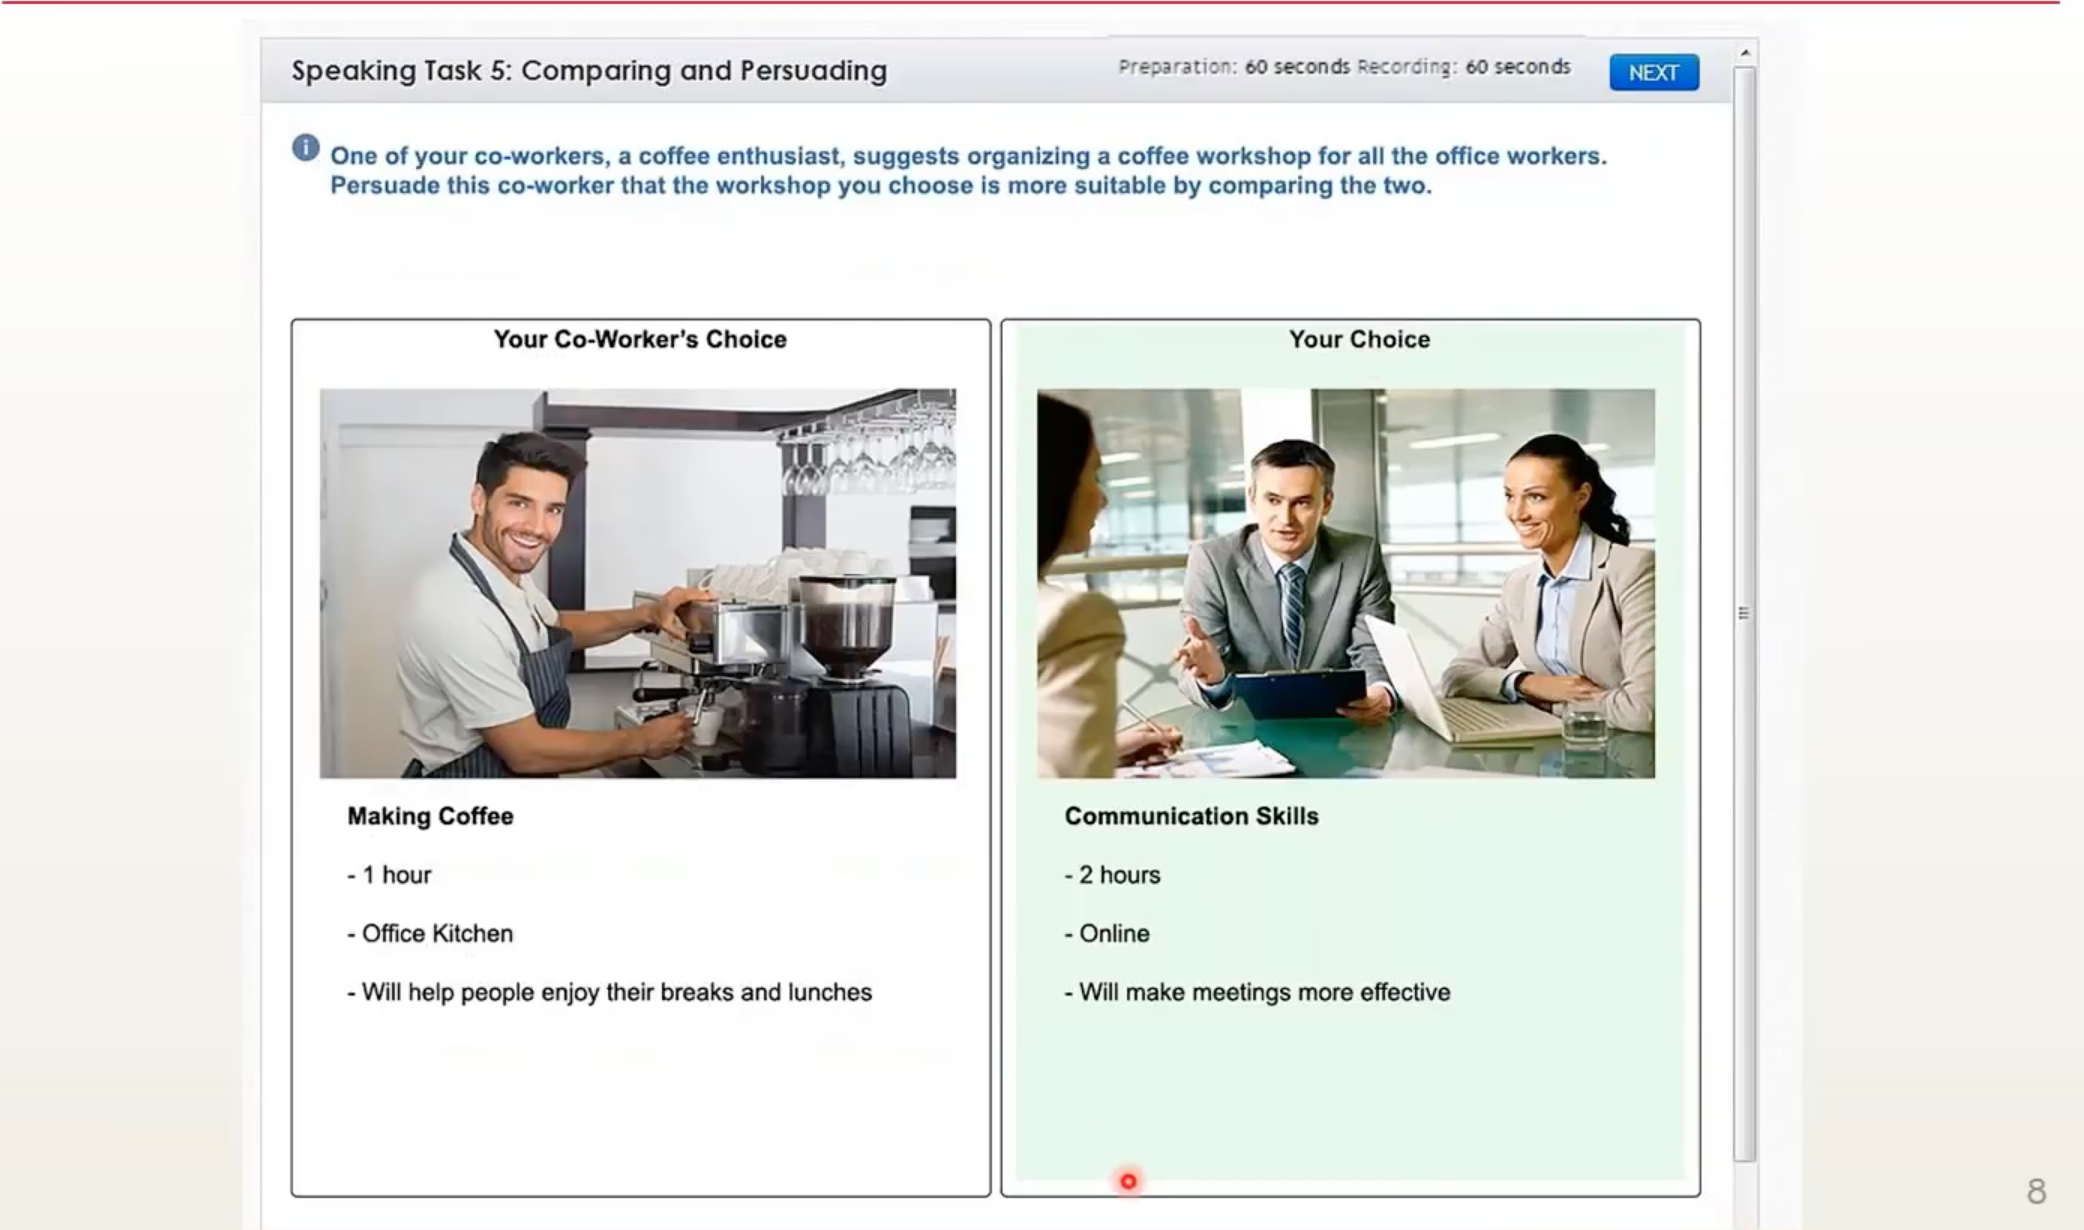 Speaking Task 5: Comparing and Persuading
Preparation: 60 seconds Recording: 60 seconds
NEXT
One of your co-workers, a coffee enthusiast, suggests organizing a coffee workshop for all the office workers.
Persuade this co-worker that the workshop you choose is more suitable by comparing the two.
Your Co-Worker's Choice
Making Coffee
- 1 hour
- Office Kitchen
- Will help people enjoy their breaks and lunches
Your Choice
Communication Skills
- 2 hours
- Online
- Will make meetings more effective
8